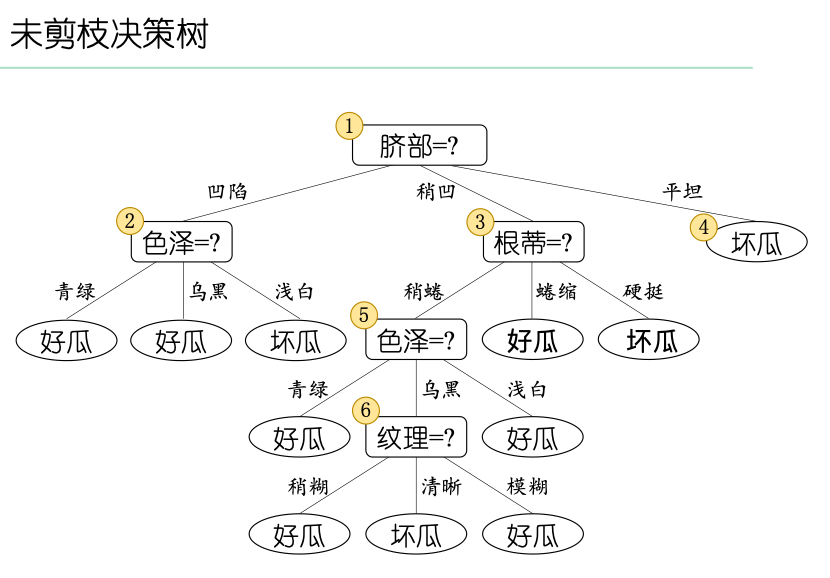 未剪枝决策树
1
脐部=?
凹陷 稍凹 平坦
2 3 4
色泽=? 根蒂=? 坏瓜
青绿 乌黑 浅白 稍蜷 蜷缩 硬挺
5
好瓜 好瓜 坏瓜 色泽=? 好瓜 坏瓜
青绿 乌黑 浅白
6
好瓜 纹理=? 好瓜
稍糊 清晰 模糊
好瓜 坏瓜 好瓜